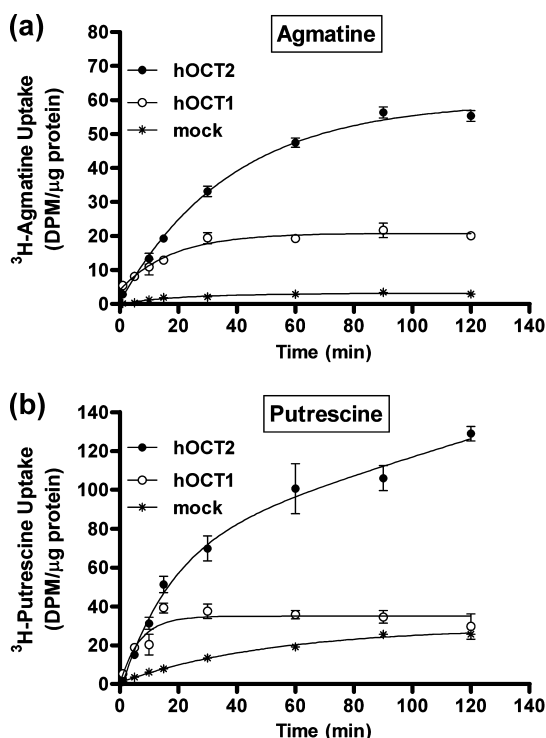 (a)
Agmatine
80
70
60
50
40
30
20
10
0
³H-Agmatine Uptake
(DPM/µg protein)
hOCT2
hOCT1
mock
0 20 40 60 80 100 120 140
Time (min)
(b)
Putrescine
140
120
100
80
60
40
20
0
³H-Putrescine Uptake
(DPM/µg protein)
hOCT2
hOCT1
mock
0 20 40 60 80 100 120 140
Time (min)